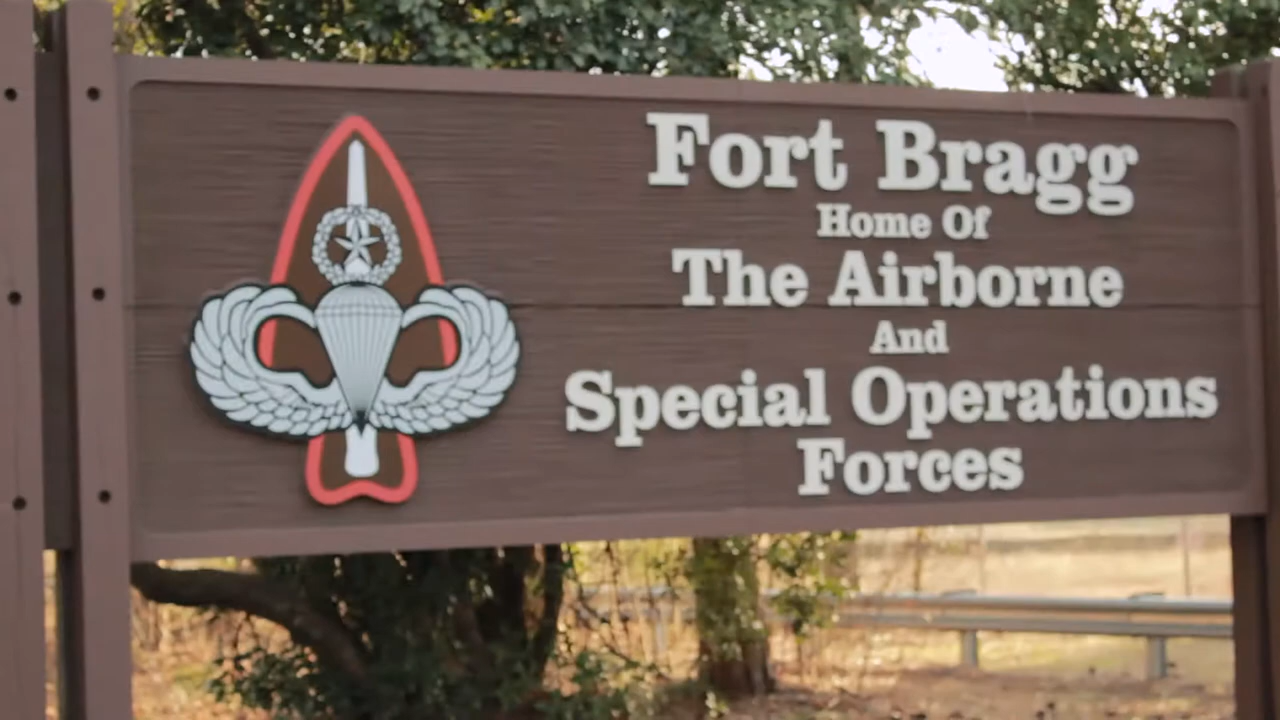 Fort Bragg
Home Of
The Airborne
And
Special Operations
Forces